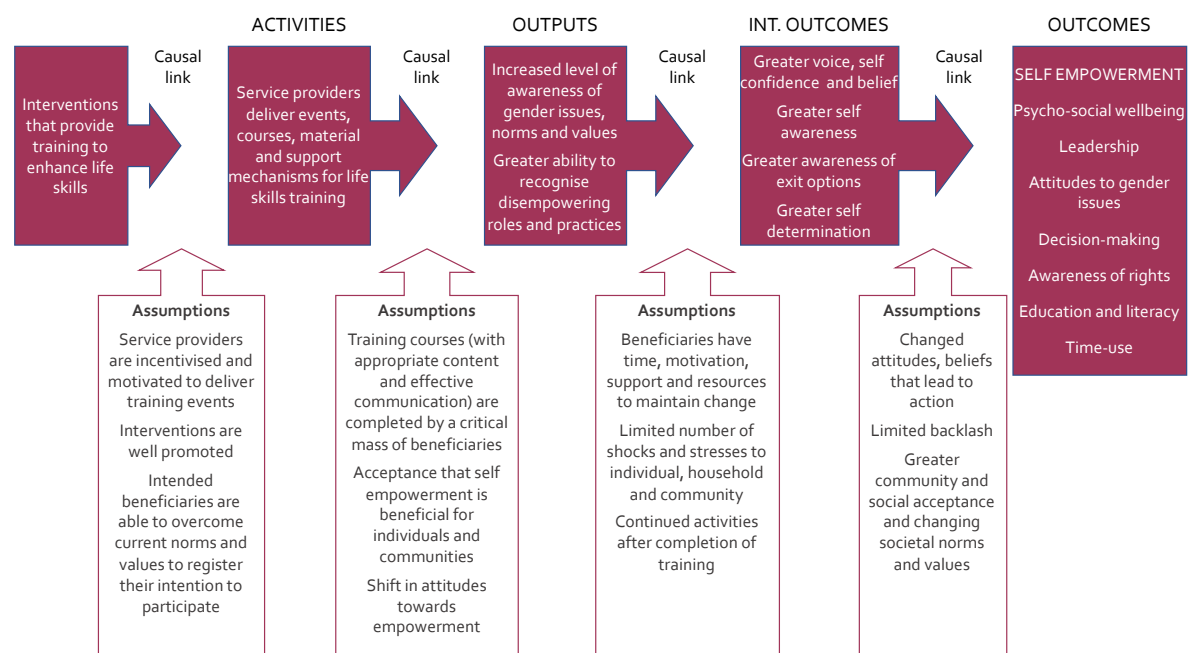 ACTIVITIES
OUTPUTS
INT. OUTCOMES
OUTCOMES
Interventions
that provide
training to
enhance life
skills
Causal
link
Service providers
deliver events,
courses, material
and support
mechanisms for life
skills training
Causal
link
Increased level of
awareness of
gender issues,
norms and values
Greater ability to
recognise
disempowering
roles and practices
Causal
link
Greater voice, self
confidence and belief
Greater self
awareness
Greater awareness of
exit options
Greater self
determination
Causal
link
SELF EMPOWERMENT
Psycho-social wellbeing
Leadership
Attitudes to gender
issues
Decision-making
Awareness of rights
Education and literacy
Time-use
Assumptions
Service providers
are incentivised and
motivated to deliver
training events
Interventions are
well promoted
Intended
beneficiaries are
able to overcome
current norms and
values to register
their intention to
participate
Assumptions
Training courses (with
appropriate content
and effective
communication) are
completed by a critical
mass of beneficiaries
Acceptance that self
empowerment is
beneficial for
individuals and
communities
Shift in attitudes
towards
empowerment
Assumptions
Beneficiaries have
time, motivation,
support and resources
to maintain change
Limited number of
shocks and stresses to
individual, household
and community
Continued activities
after completion of
training
Assumptions
Changed
attitudes, beliefs
that lead to
action
Limited backlash
Greater
community and
social acceptance
and changing
societal norms
and values